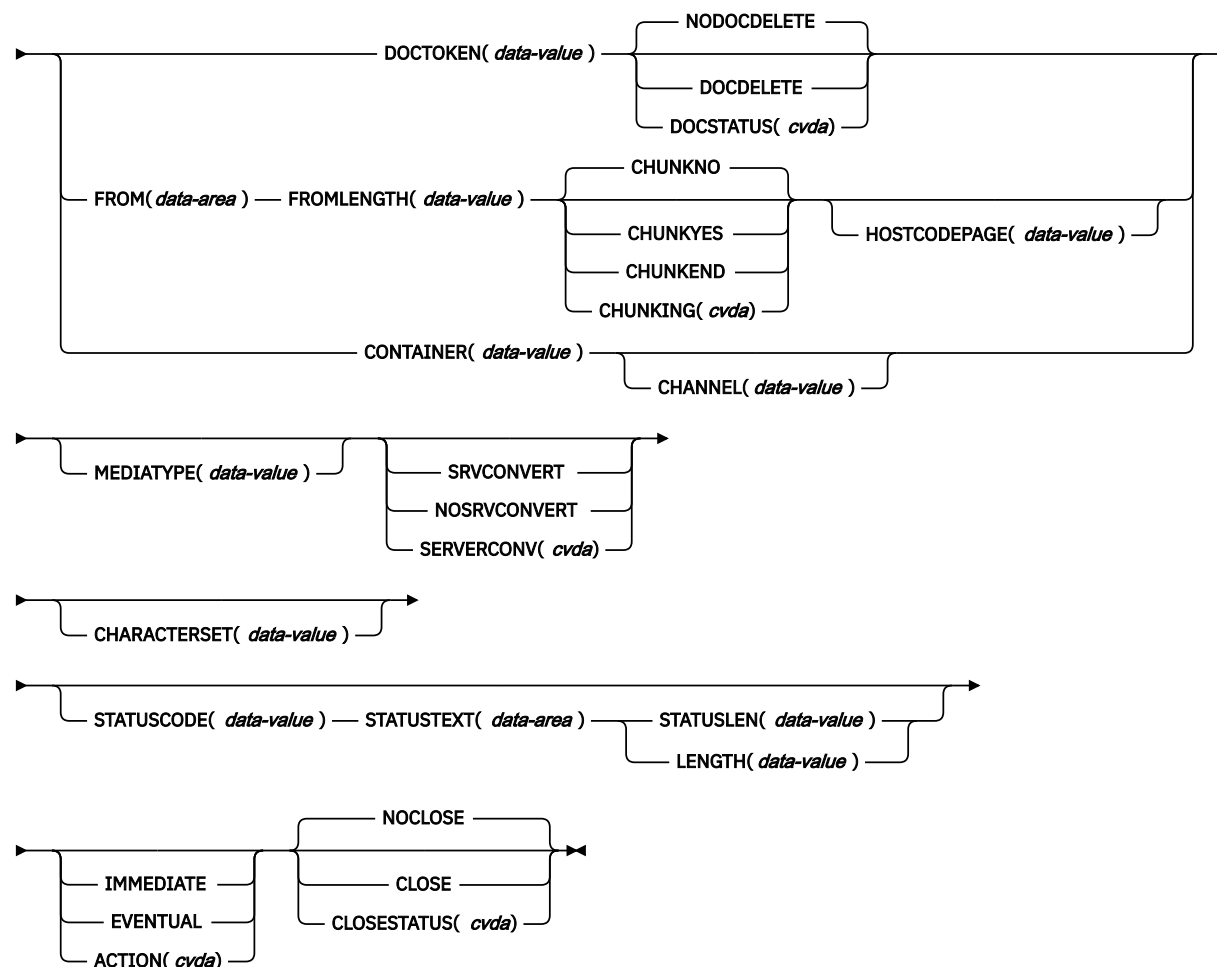 NODOCDELETE
DOCTOKEN( data-value )
DOCDELETE
DOCSTATUS( cvda)
CHUNKNO
FROM( data-area ) FROMLENGTH( data-value )
CHUNKYES
HOSTCODEPAGE( data-value )
CHUNKEND
CHUNKING( cvda)
CONTAINER( data-value )
CHANNEL( data-value )
MEDIATYPE( data-value )
SRVCONVERT
NOSRVCONVERT
SERVERCONV( cvda)
CHARACTERSET( data-value )
STATUSCODE( data-value ) STATUSTEXT( data-area ) STATUSLEN( data-value )
LENGTH( data-value )
NOCLOSE
IMMEDIATE
CLOSE
EVENTUAL
CLOSESTATUS( cvda)
ACTION( cvda)